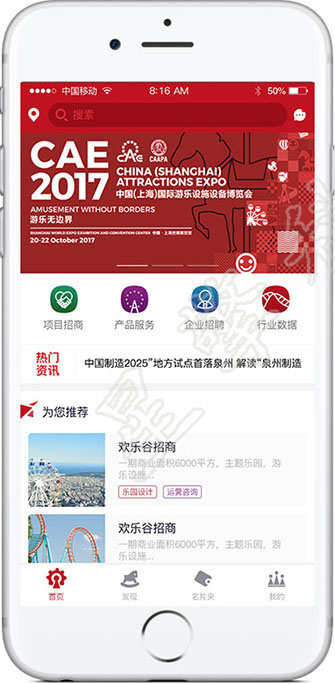 中国移动
8:16 AM
50%
搜索
CAE
2017
CAE
CAAPA
CHINA (SHANGHAI)
ATTRACTIONS EXPO
中国(上海)国际游乐设施设备博览会
AMUSEMENT WITHOUT BORDERS
游乐无边界
SHANGHAI WORLD EXPO EXHIBITION AND CONVENTION CENTER 中国·上海世博展览馆
20-22 October 2017
项目招商
产品服务
企业招聘
行业数据
热门
资讯
中国制造2025"地方试点首落泉州 解读"泉州制造
为您推荐
欢乐谷招商
一期商业面积6000平方，主题乐园，游
乐设施...
乐园设计
运营咨询
欢乐谷招商
一期商业面积6000平方，主题乐园，游
乐设施...
首页
发现
名片夹
我的